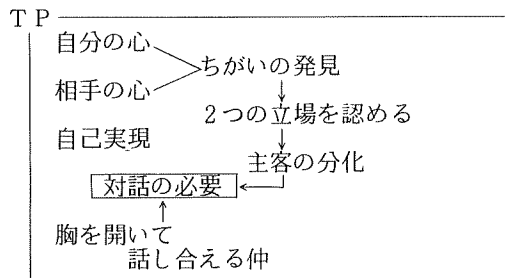 TP
自分の心
ちがいの発見
相手の心
2つの立場を認める
自己実現
主客の分化
対話の必要
胸を開いて
話し合える仲